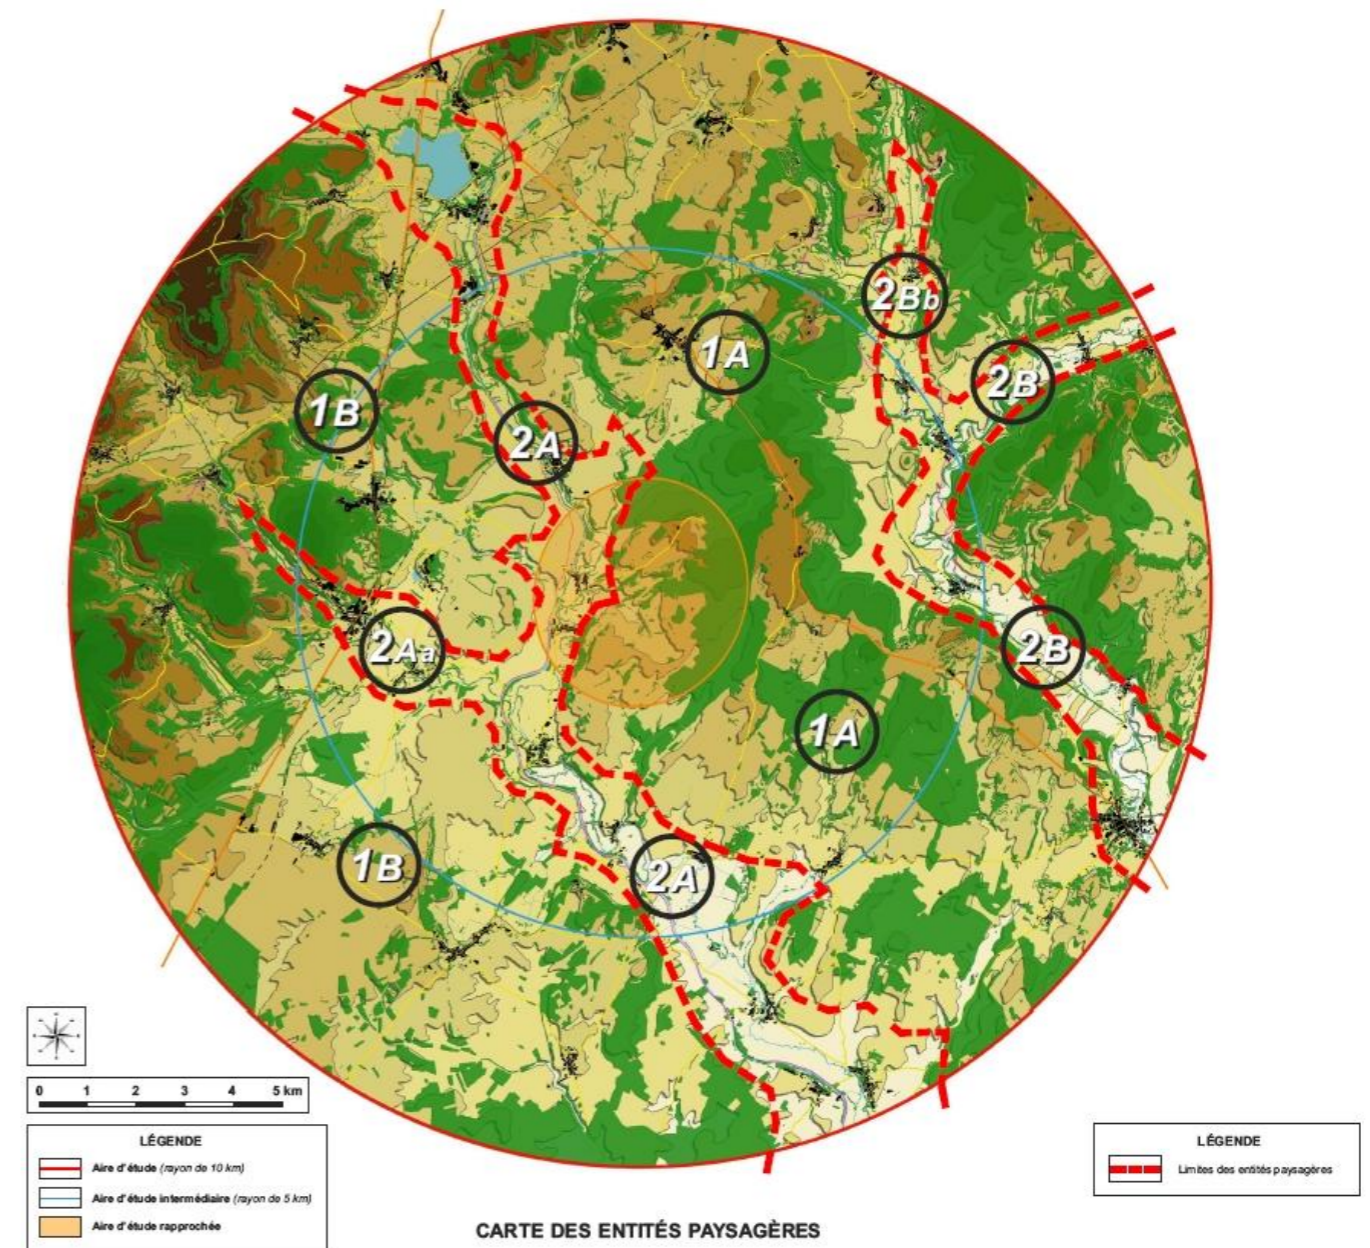 2Bb
1A
2B
1B
2A
2Aa
2B
1A
1B
2A
0 1 2 3 4 5 km
LÉGENDE
Aire d'étude (rayon de 10 km)
Aire d'étude intermédiaire (rayon de 5 km)
Aire d'étude rapprochée
LÉGENDE
Limites des entités paysagères
CARTE DES ENTITÉS PAYSAGÈRES